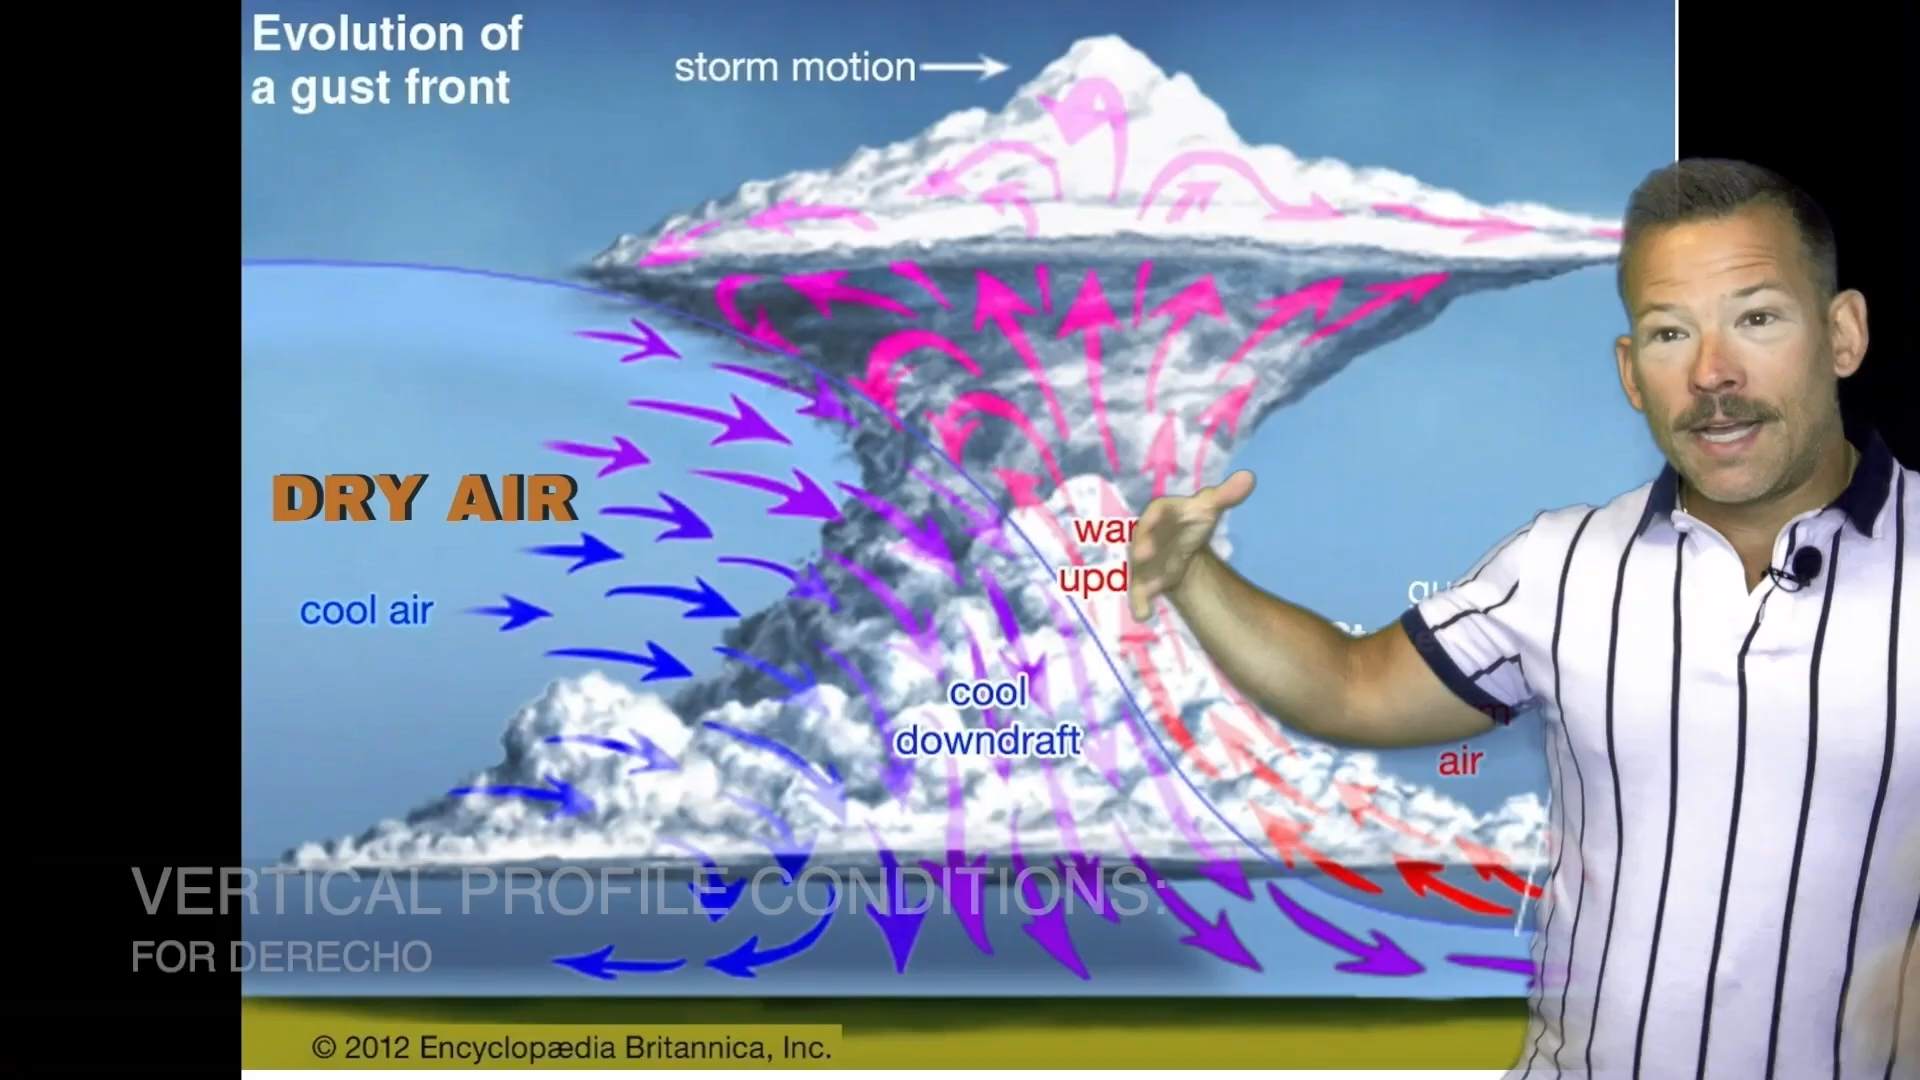 Evolution of
a gust front
storm motion
DRY AIR
cool air
cool
downdraft
air
VERTICAL PROFILE CONDITIONS:
FOR DERECHO
© 2012 Encyclopædia Britannica, Inc.